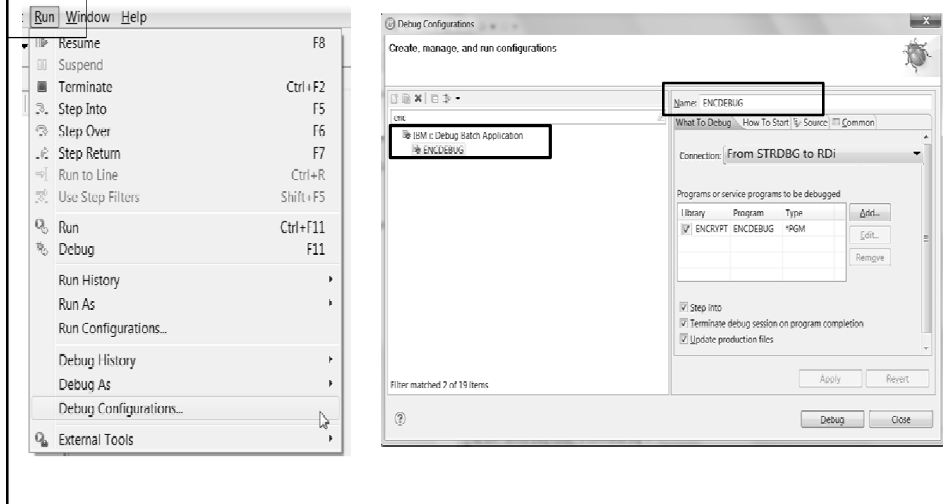 Run Window Help
Resume F8
Suspend
Terminate Ctrl+F2
Step Into F5
Step Over F6
Step Return F7
Run to Line Ctrl+R
Use Step Filters Shift+F5
Run Ctrl+F11
Debug F11
Run History
Run As
Run Configurations...
Debug History
Debug As
Debug Configurations...
External Tools
Debug Configurations
Create, manage, and run configurations
enc
IBM i: Debug Batch Application
ENCDEBUG
Filter matched 2 of 19 items
Name: ENCDEBUG
What To Debug How To Start Source Common
Connection: From STRDBG to RDi
Programs or service programs to be debugged
Library Program Type
ENCRYPT ENCDEBUG *PGM
Add...
Edit...
Remove
Step Into
Terminate debug session on program completion
Update production files
Apply Revert
Debug Close